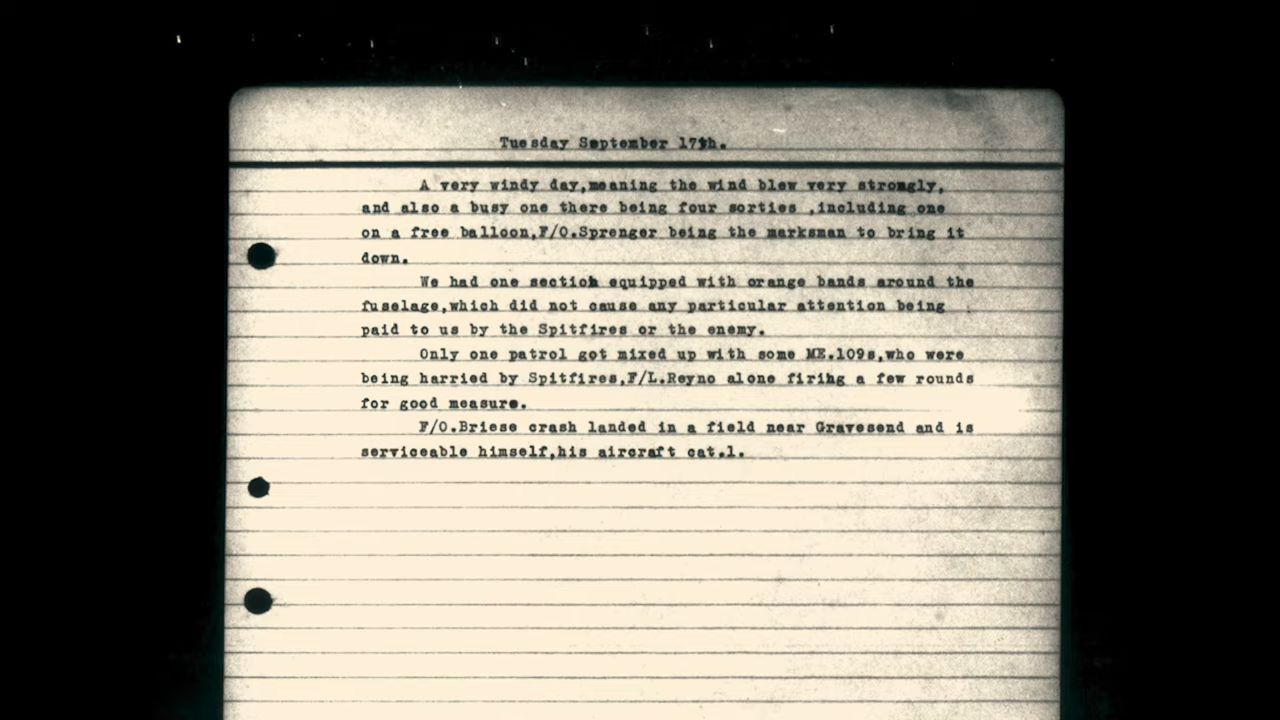 Tuesday September 17th.
A very windy day,meaning the wind blew very strongly,
and also a busy one there being four sorties ,including one
on a free balloon,F/O.Sprenger being the marksman to bring it
down.
We had one section equipped with orange bands around the
fuselage,which did not cause any particular attention being
paid to us by the Spitfires or the enemy.
Only one patrol got mixed up with some ME.109s,who were
being harried by Spitfires,F/L.Reyno alone firing a few rounds
for good measure.
F/O.Briese crash landed in a field near Gravesend and is
serviceable himself,his aircraft cat.1.